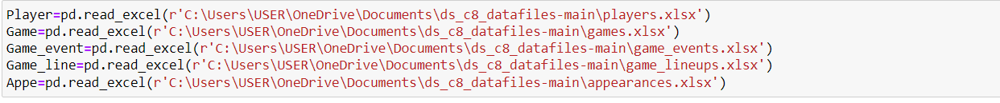 Player=pd.read_excel(r'C:\Users\USER\OneDrive\Documents\ds_c8_datafiles-main\players.xlsx')
Game=pd.read_excel(r'C:\Users\USER\OneDrive\Documents\ds_c8_datafiles-main\games.xlsx')
Game_event=pd.read_excel(r'C:\Users\USER\OneDrive\Documents\ds_c8_datafiles-main\game_events.xlsx')
Game_line=pd.read_excel(r'C:\Users\USER\OneDrive\Documents\ds_c8_datafiles-main\game_lineups.xlsx')
Appe=pd.read_excel(r'C:\Users\USER\OneDrive\Documents\ds_c8_datafiles-main\appearances.xlsx')